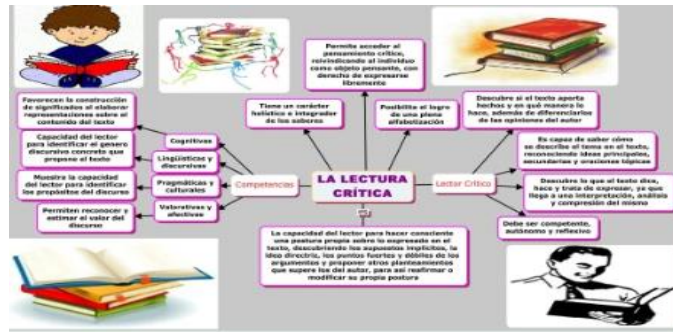 Permite acceder al
pensamiento crítico,
reivindicando al individuo
como objeto pensante, con
derecho de expresarse
libremente
Tiene un carácter
holístico e integrador
de los saberes
Posibilita el logro
de una plena
alfabetización
Descubre si el texto aporta
hechos y en qué manera lo
hace, además de diferenciarlos
de las opiniones del autor
Favorecen la construcción
de significados al elaborar
representaciones sobre el
contenido del texto
Capacidad del lector
para identificar el genero
discursivo concreto que
propone el texto
Muestra la capacidad
del lector para identificar
los propósitos del discurso
Permiten reconocer y
estimar el valor del
discurso
Cognitivas
Lingüísticas y
discursivas
Pragmáticas y
culturales
Valorativas y
afectivas
Competencias
LA LECTURA
CRÍTICA
Lector Crítico
Es capaz de saber cómo
se describe el tema en el texto,
reconociendo ideas principales,
secundarias y oraciones tópicas
Descubre lo que el texto dice,
hace y trata de expresar, ya que
llega a una interpretación, análisis
y compresión del mismo
Debe ser competente,
autónomo y reflexivo
La capacidad del lector para hacer consciente
una postura propia sobre lo expresado en el
texto, descubriendo los supuestos implícitos, la
idea directriz, los puntos fuertes y débiles de los
argumentos y proponer otros planteamientos
que supere los del autor, para así reafirmar o
modificar su propia postura